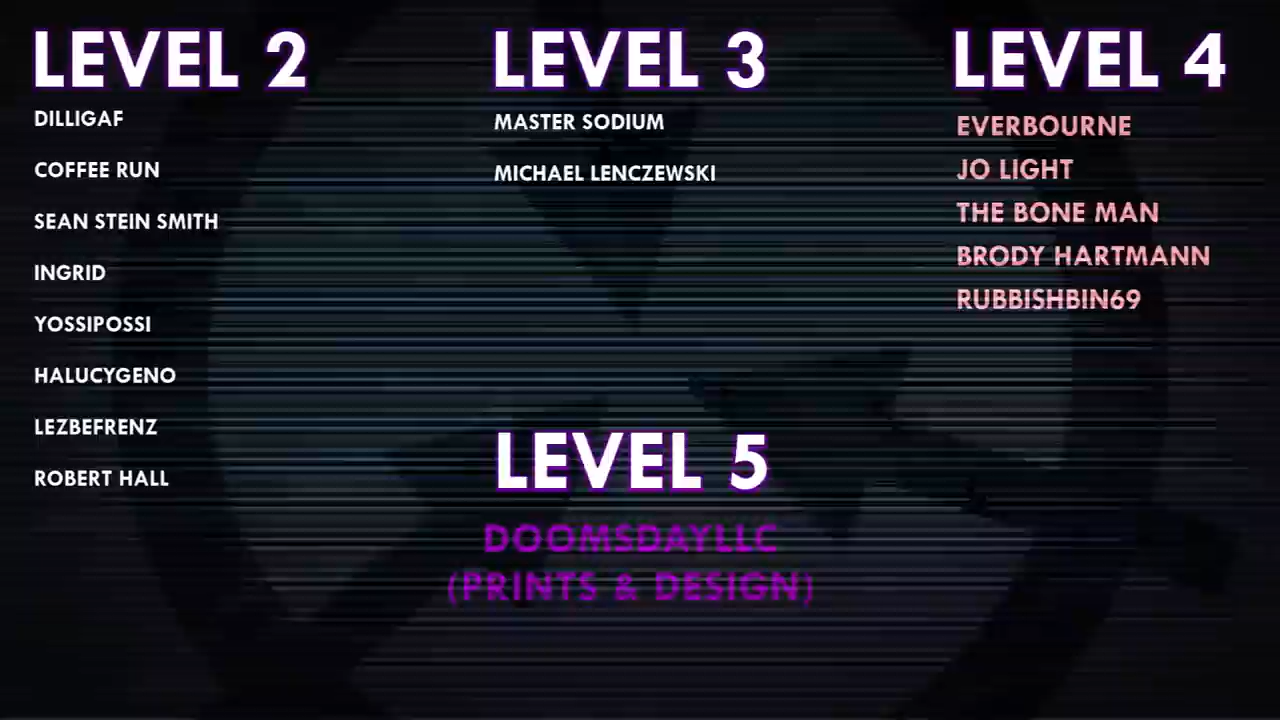 LEVEL 2
DILLIGAF
COFFEE RUN
SEAN STEIN SMITH
INGRID
YOSSIPOSSI
HALUCYGENO
LEZBEFRENZ
ROBERT HALL
LEVEL 3
MASTER SODIUM
MICHAEL LENCZEWSKI
LEVEL 4
EVERBOURNE
JO LIGHT
THE BONE MAN
BRODY HARTMANN
RUBBISHBIN69
LEVEL 5
DOOMSDAYLLC
(PRINTS & DESIGN)